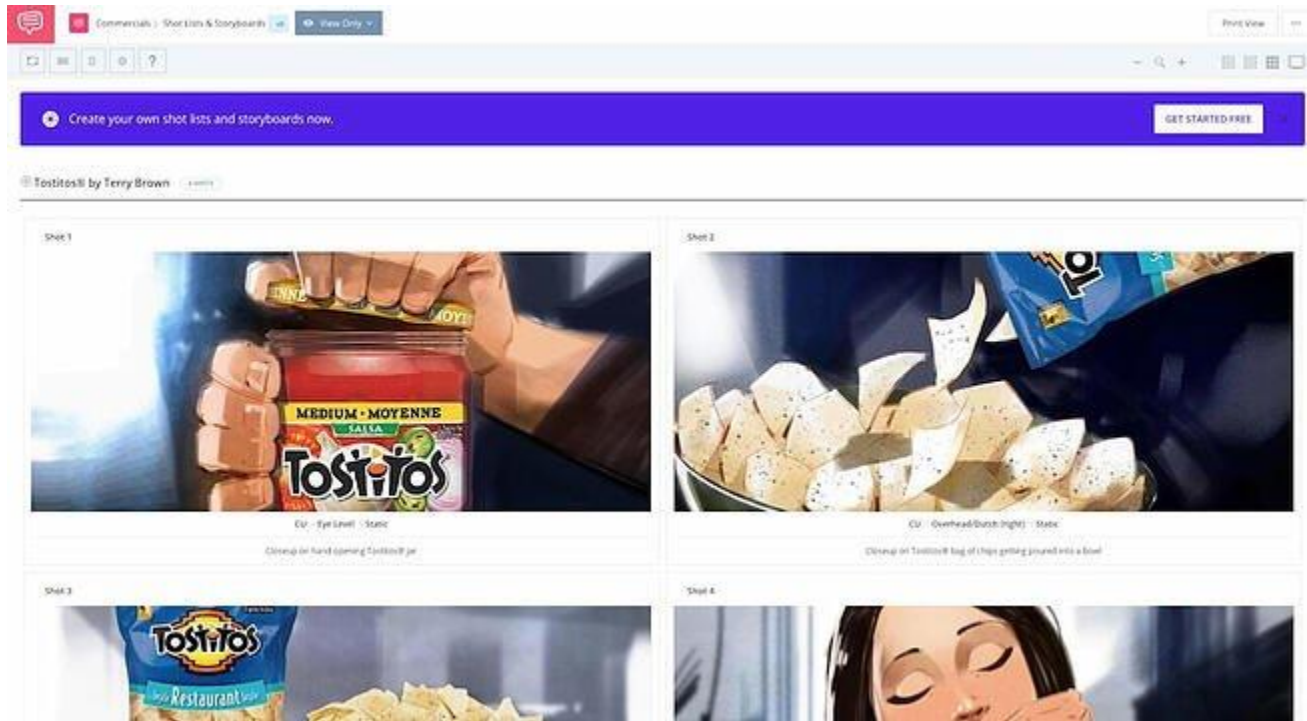 Commercials
Shot Lists & Storyboards
View Only
Print View
?
Create your own shot lists and storyboards now.
GET STARTED FREE
Tostitos® by Terry Brown
Shot 1
MOYE
MEDIUM · MOYENNE
SALSA
TOSTITOS
CU Eye Level Static
Closeup on hand opening Tostitos® jar
Shot 2
TO
CU Overhead/Dutch (right) Static
Closeup on Tostitos® bag of chips getting poured into a bowl
Shot 3
TOSTITOS
Restaurant
Shot 4